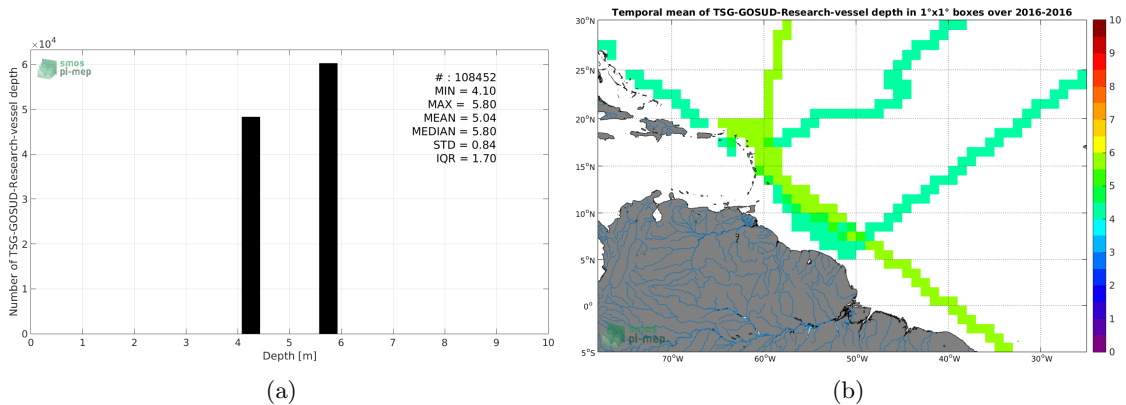 ×10⁴
6
5
4
3
2
1
0
Number of TSG-GOSUD-Research-vessel depth
smos
pi-mep
# : 108452
MIN = 4.10
MAX = 5.80
MEAN = 5.04
MEDIAN = 5.80
STD = 0.84
IQR = 1.70
0 1 2 3 4 5 6 7 8 9 10
Depth [m]
(a)
Temporal mean of TSG-GOSUD-Research-vessel depth in 1°x1° boxes over 2016-2016
30°N
25°N
20°N
15°N
10°N
5°N
0°
5°S
70°W 60°W 50°W 40°W 30°W
smos
pi-mep
10
9
8
7
6
5
4
3
2
1
0
(b)